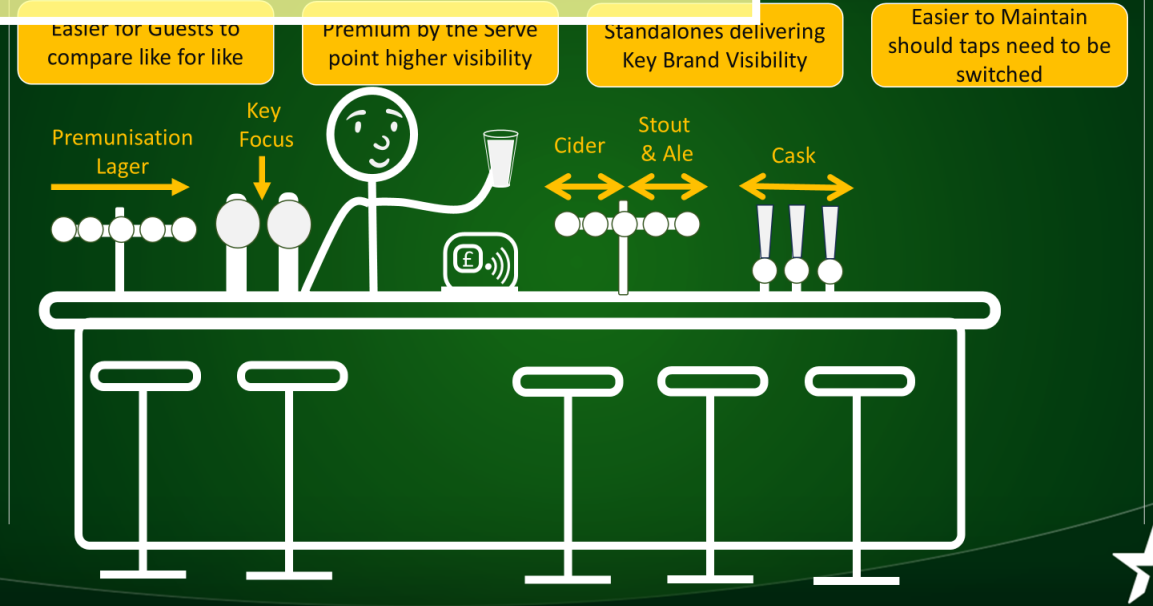 Easier for Guests to
compare like for like
Premium by the Serve
point higher visibility
Standalones delivering
Key Brand Visibility
Easier to Maintain
should taps need to be
switched
Premunisation
Lager
Key
Focus
Cider
Stout
& Ale
Cask
£